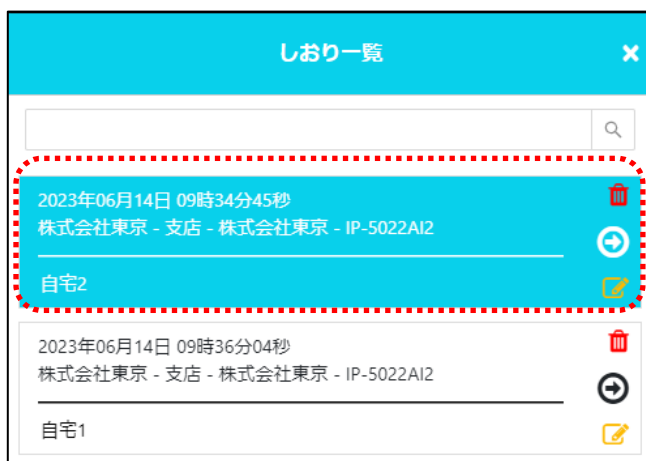 しおり一覧
2023年06月14日 09時34分45秒
株式会社東京 - 支店 - 株式会社東京 - IP-5022AI2
自宅2
2023年06月14日 09時36分04秒
株式会社東京 - 支店 - 株式会社東京 - IP-5022AI2
自宅1